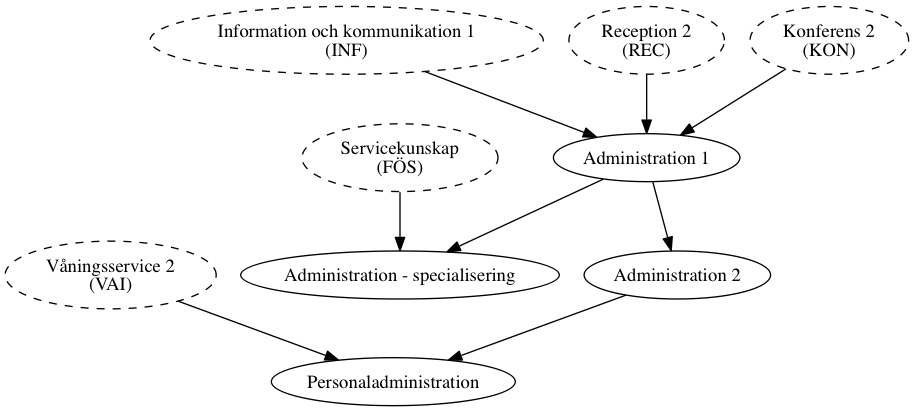 Information och kommunikation 1
(INF)
Reception 2
(REC)
Konferens 2
(KON)
Servicekunskap
(FÖS)
Administration 1
Våningsservice 2
(VAI)
Administration - specialisering
Administration 2
Personaladministration